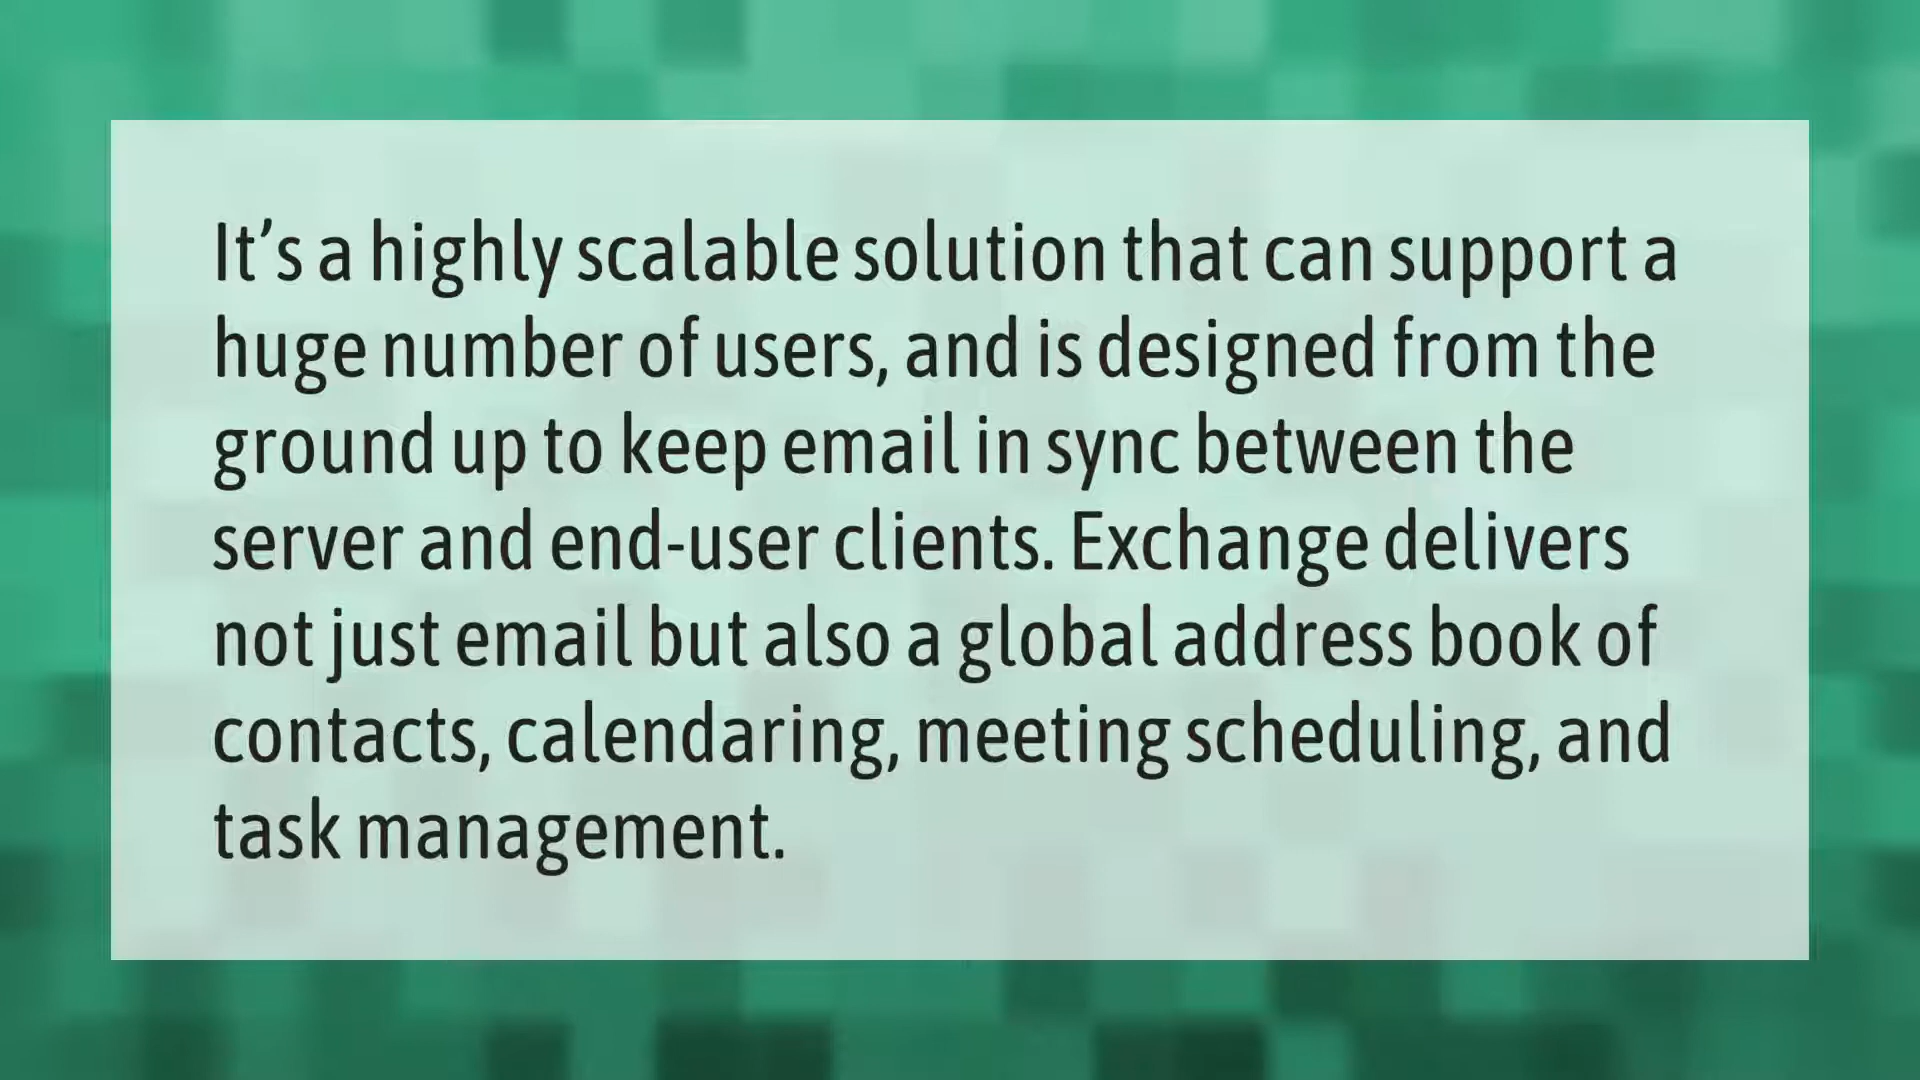 It’s a highly scalable solution that can support a
huge number of users, and is designed from the
ground up to keep email in sync between the
server and end-user clients. Exchange delivers
not just email but also a global address book of
contacts, calendaring, meeting scheduling, and
task management.